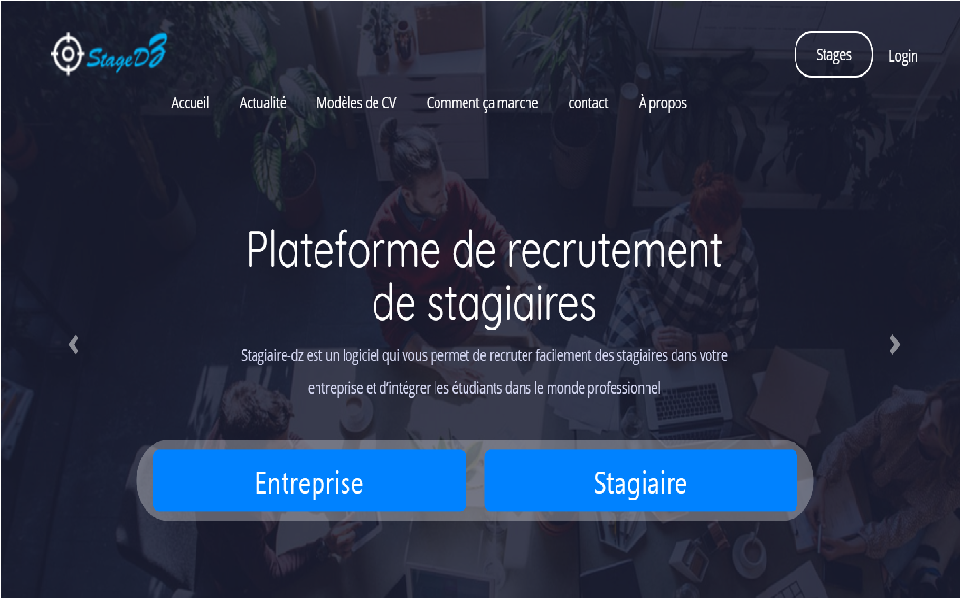 StageDZ
Stages
Login
Accueil
Actualité
Modèles de CV
Comment ça marche
contact
À propos
Plateforme de recrutement
de stagiaires
Stagiaire-dz est un logiciel qui vous permet de recruter facilement des stagiaires dans votre
entreprise et d'intégrer les étudiants dans le monde professionnel
Entreprise
Stagiaire